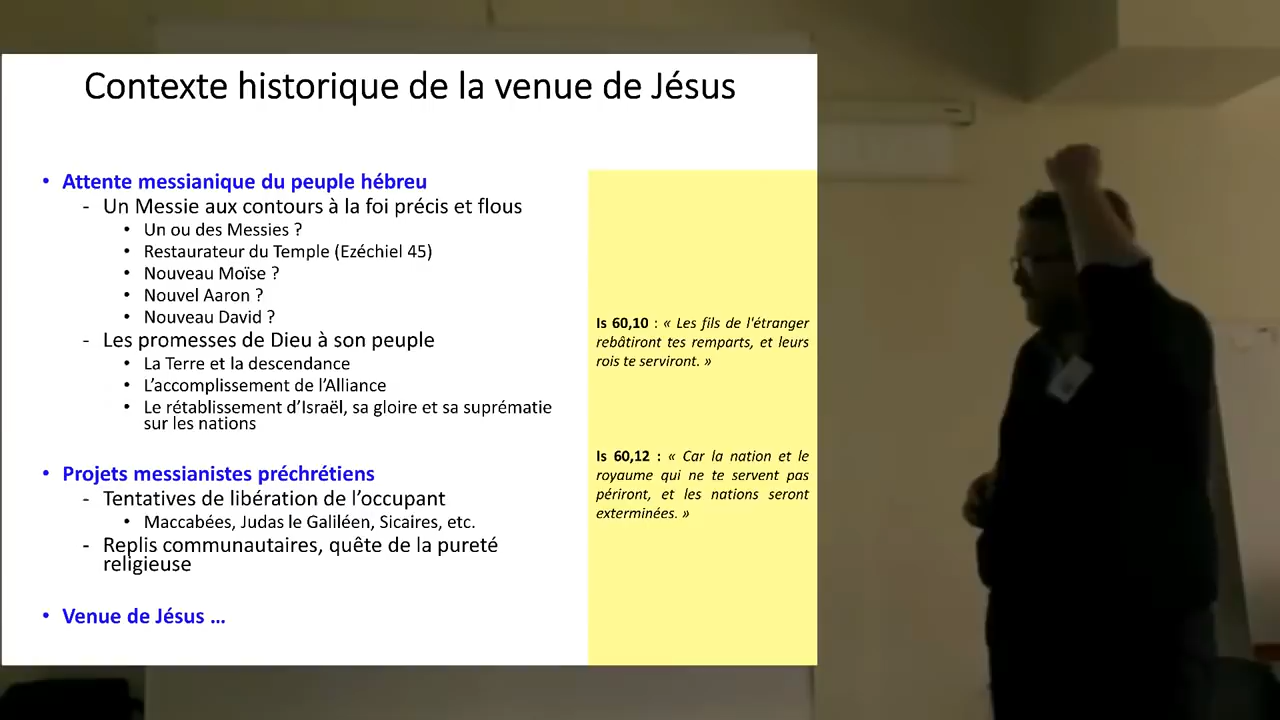 Contexte historique de la venue de Jésus
• Attente messianique du peuple hébreu
- Un Messie aux contours à la foi précis et flous
• Un ou des Messies ?
• Restaurateur du Temple (Ezéchiel 45)
• Nouveau Moïse ?
• Nouvel Aaron ?
• Nouveau David ?
- Les promesses de Dieu à son peuple
• La Terre et la descendance
• L’accomplissement de l’Alliance
• Le rétablissement d’Israël, sa gloire et sa suprématie
sur les nations
• Projets messianistes préchrétiens
- Tentatives de libération de l’occupant
• Maccabées, Judas le Galiléen, Sicaires, etc.
- Replis communautaires, quête de la pureté
religieuse
• Venue de Jésus …
Is 60,10 : « Les fils de l'étranger
rebâtiront tes remparts, et leurs
rois te serviront. »
Is 60,12 : « Car la nation et le
royaume qui ne te servent pas
périront, et les nations seront
exterminées. »